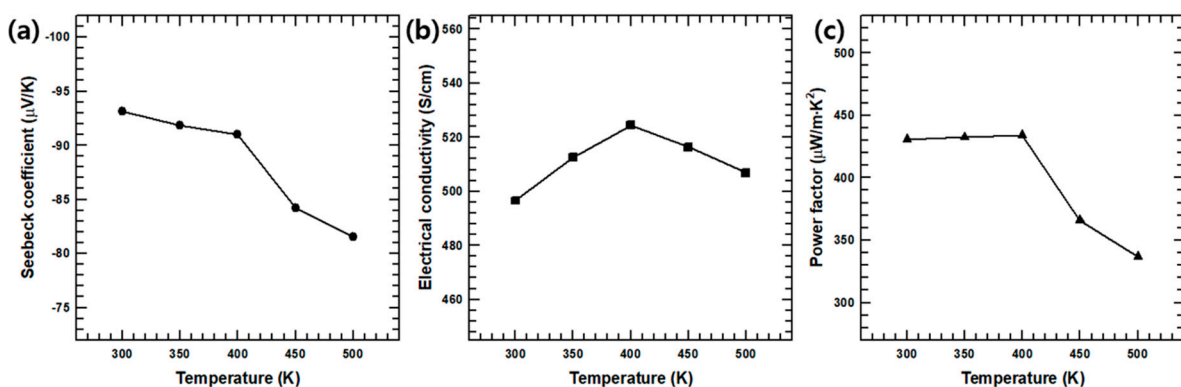 (a)
Seebeck coefficient (µV/K)
-100
-95
-90
-85
-80
-75
300 350 400 450 500
Temperature (K)
(b)
Electrical conductivity (S/cm)
560
540
520
500
480
460
300 350 400 450 500
Temperature (K)
(c)
Power factor (µW/m·K²)
500
450
400
350
300
300 350 400 450 500
Temperature (K)